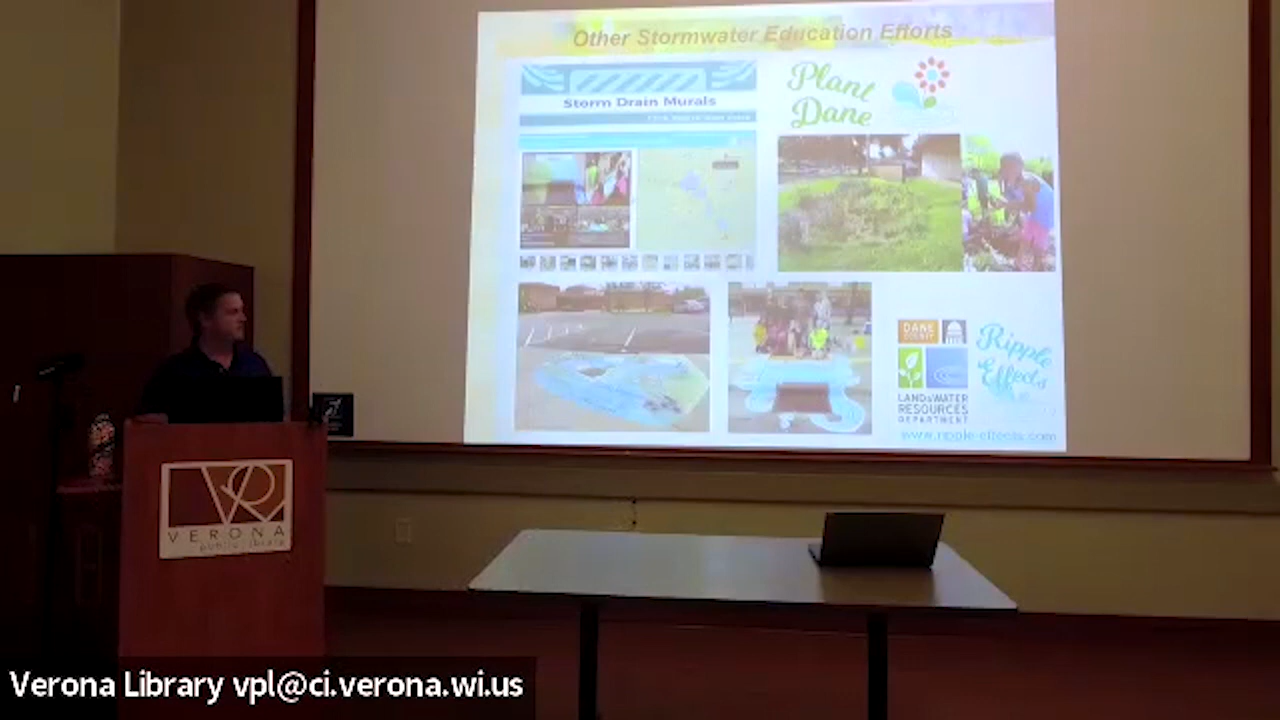 Other Stormwater Education Efforts
Storm Drain Murals
Plant
Dane
DANE
COUNTY
Ripple
Effects
LAND & WATER
RESOURCES
DEPARTMENT
www.ripple-effects.com
VR
VERONA
public library
Verona Library vpl@ci.verona.wi.us